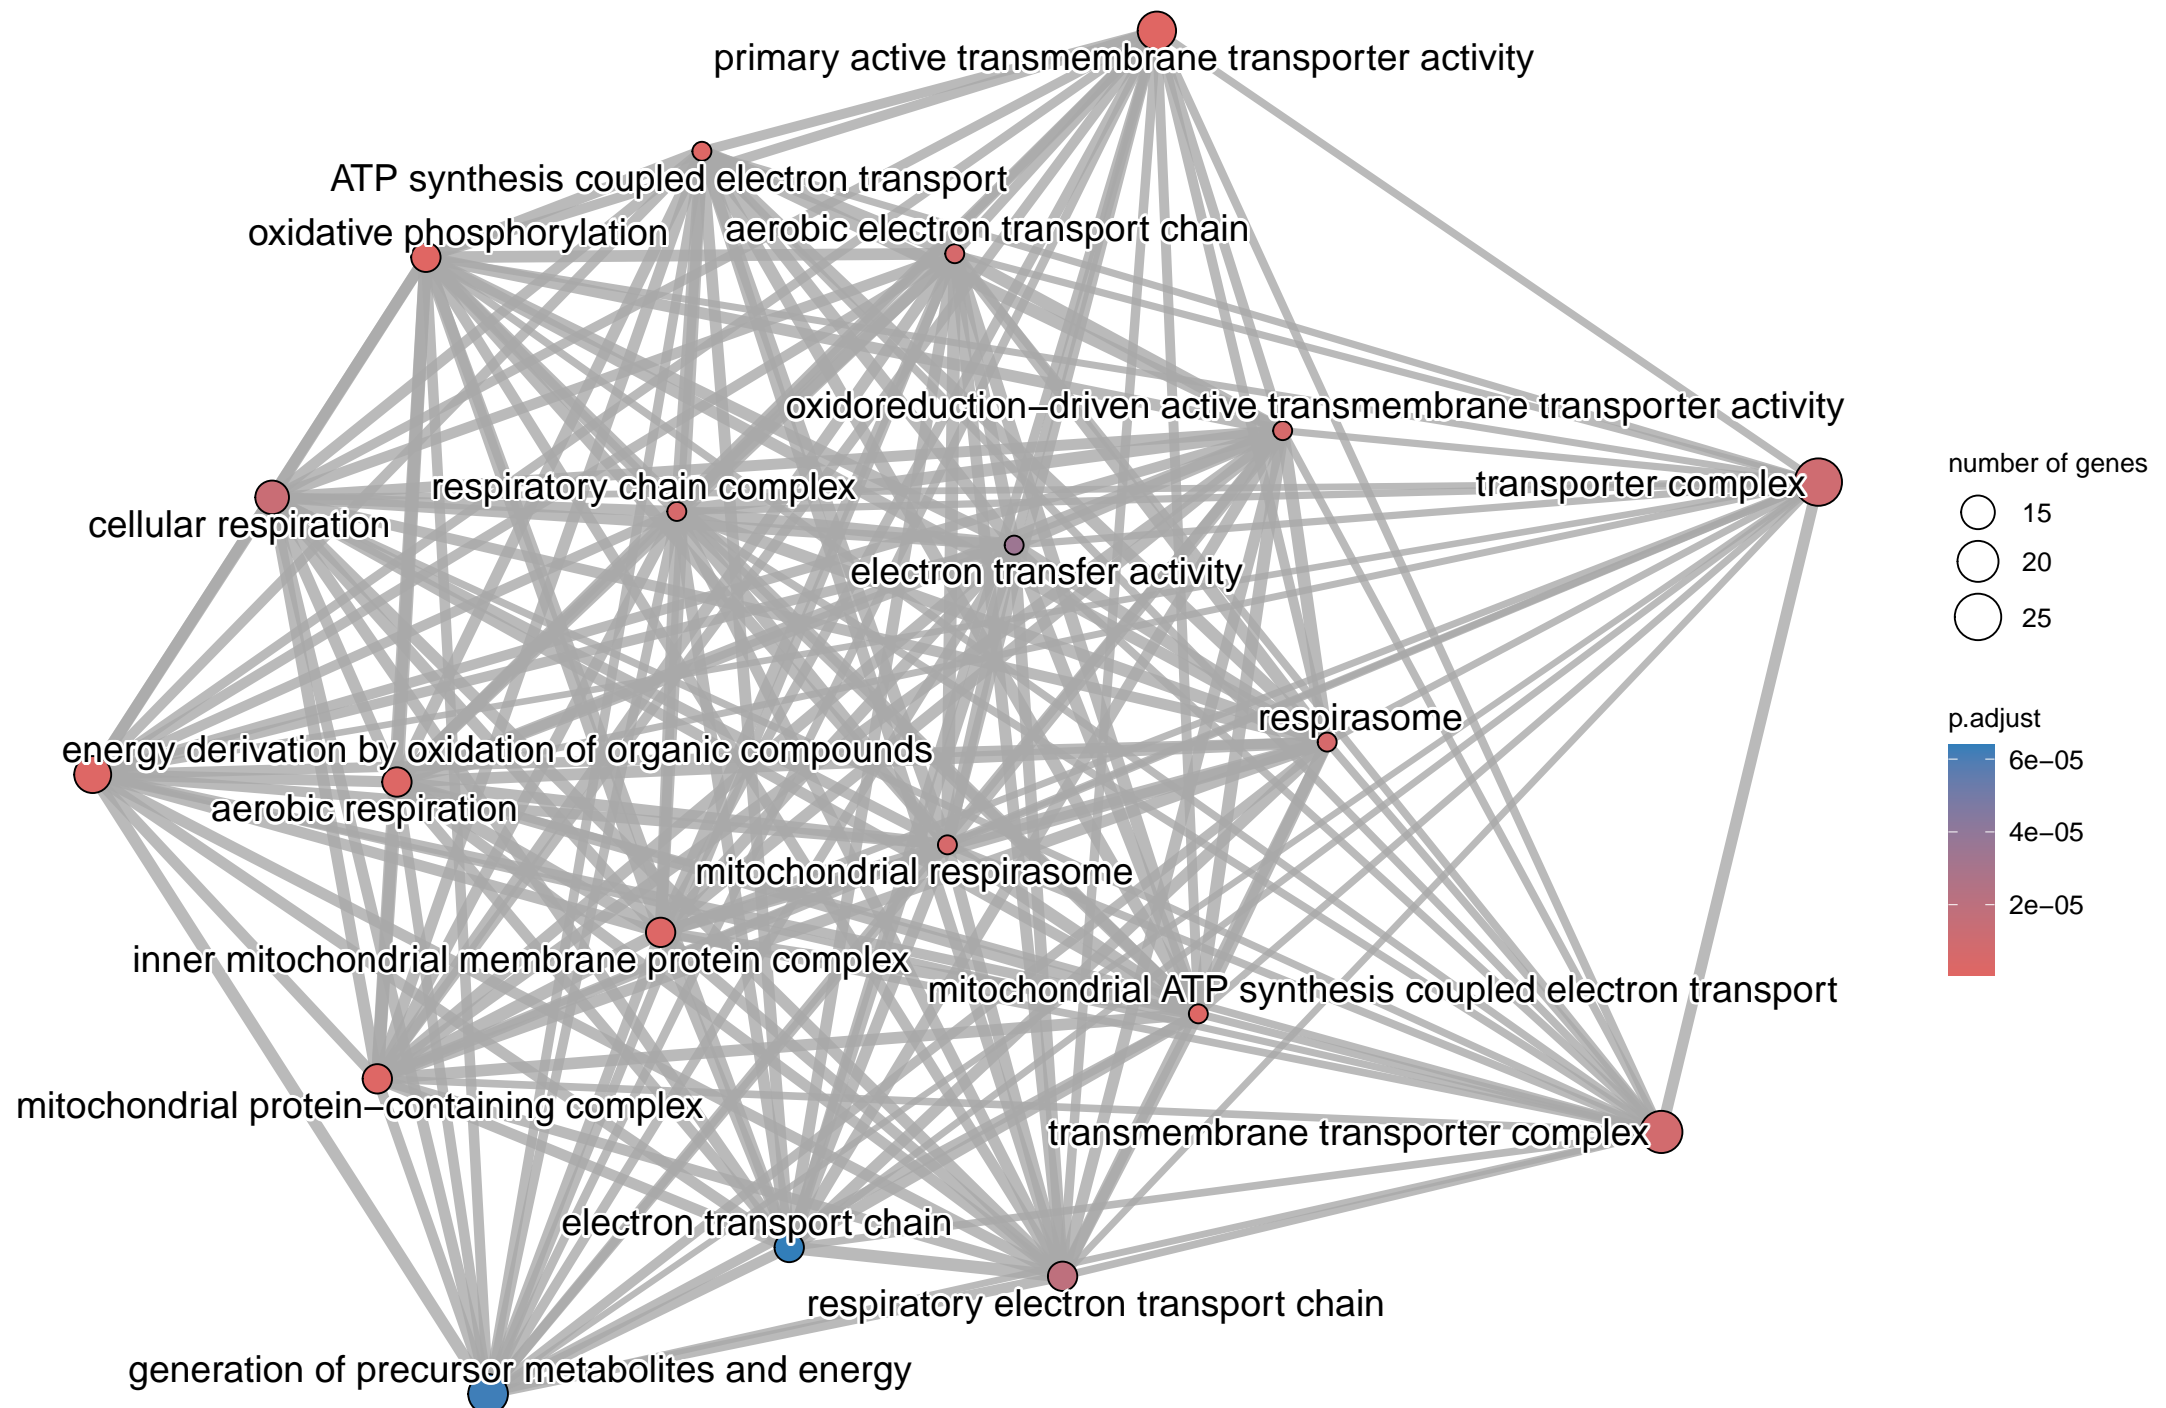 primary active transmembrane transporter activity
ATP synthesis coupled electron transport
oxidative phosphorylation
aerobic electron transport chain
oxidoreduction−driven active transmembrane transporter activity
respiratory chain complex
transporter complex
cellular respiration
electron transfer activity
respirasome
energy derivation by oxidation of organic compounds
aerobic respiration
mitochondrial respirasome
inner mitochondrial membrane protein complex
mitochondrial ATP synthesis coupled electron transport
mitochondrial protein−containing complex
transmembrane transporter complex
electron transport chain
respiratory electron transport chain
generation of precursor metabolites and energy
number of genes
15
20
25
p.adjust
6e−05
4e−05
2e−05